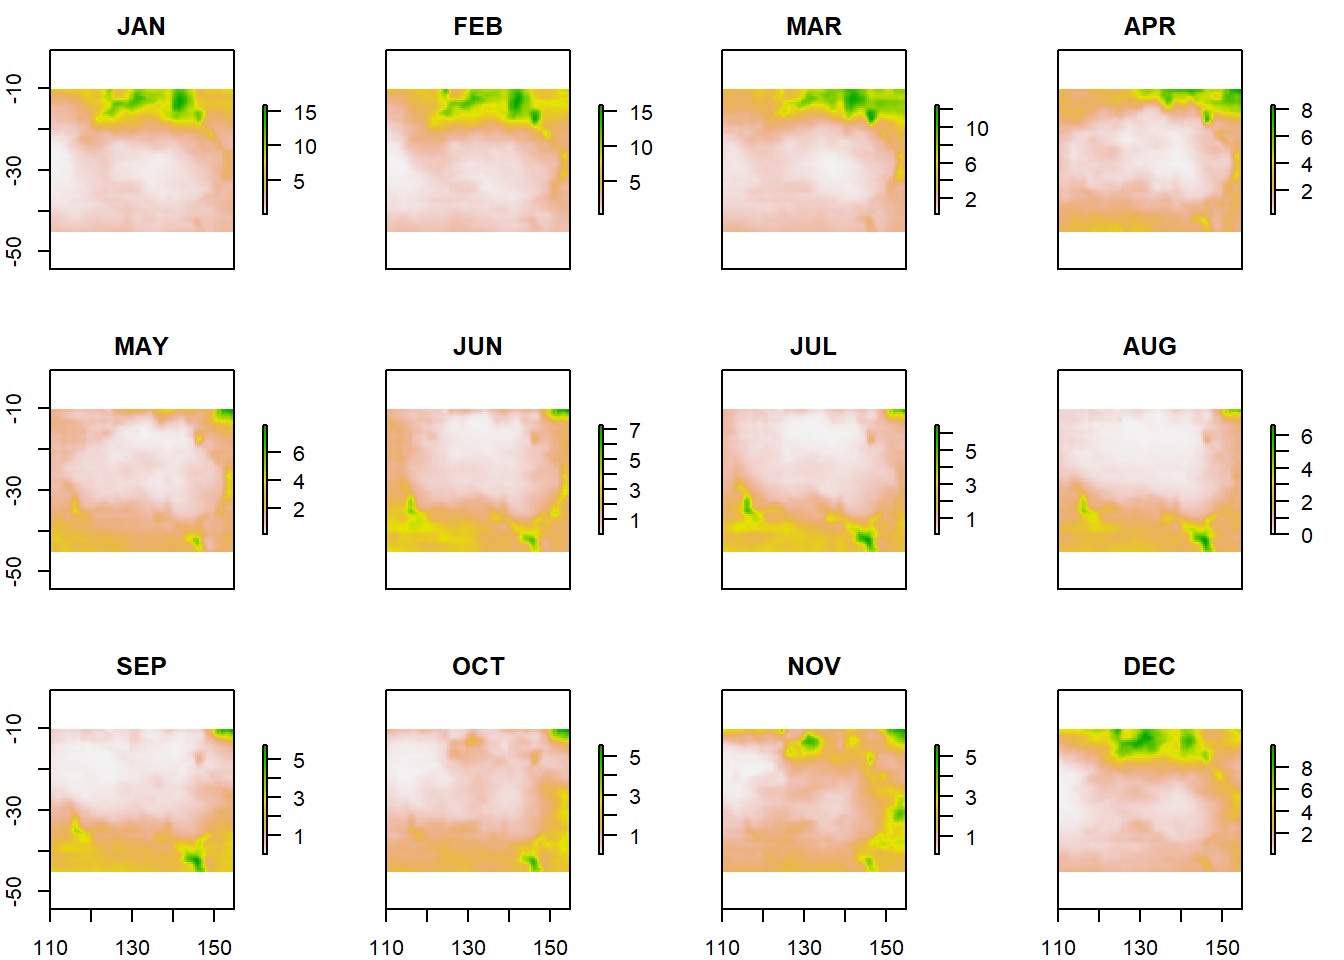 JAN FEB MAR APR
-10 -30 -50
15 10 5
15 10 5
10 6 2
8 6 4 2
MAY JUN JUL AUG
-10 -30 -50
6 4 2
7 5 3 1
5 3 1
6 4 2 0
SEP OCT NOV DEC
-10 -30 -50
5 3 1
5 3 1
5 3 1
8 6 4 2
110 130 150 110 130 150 110 130 150 110 130 150